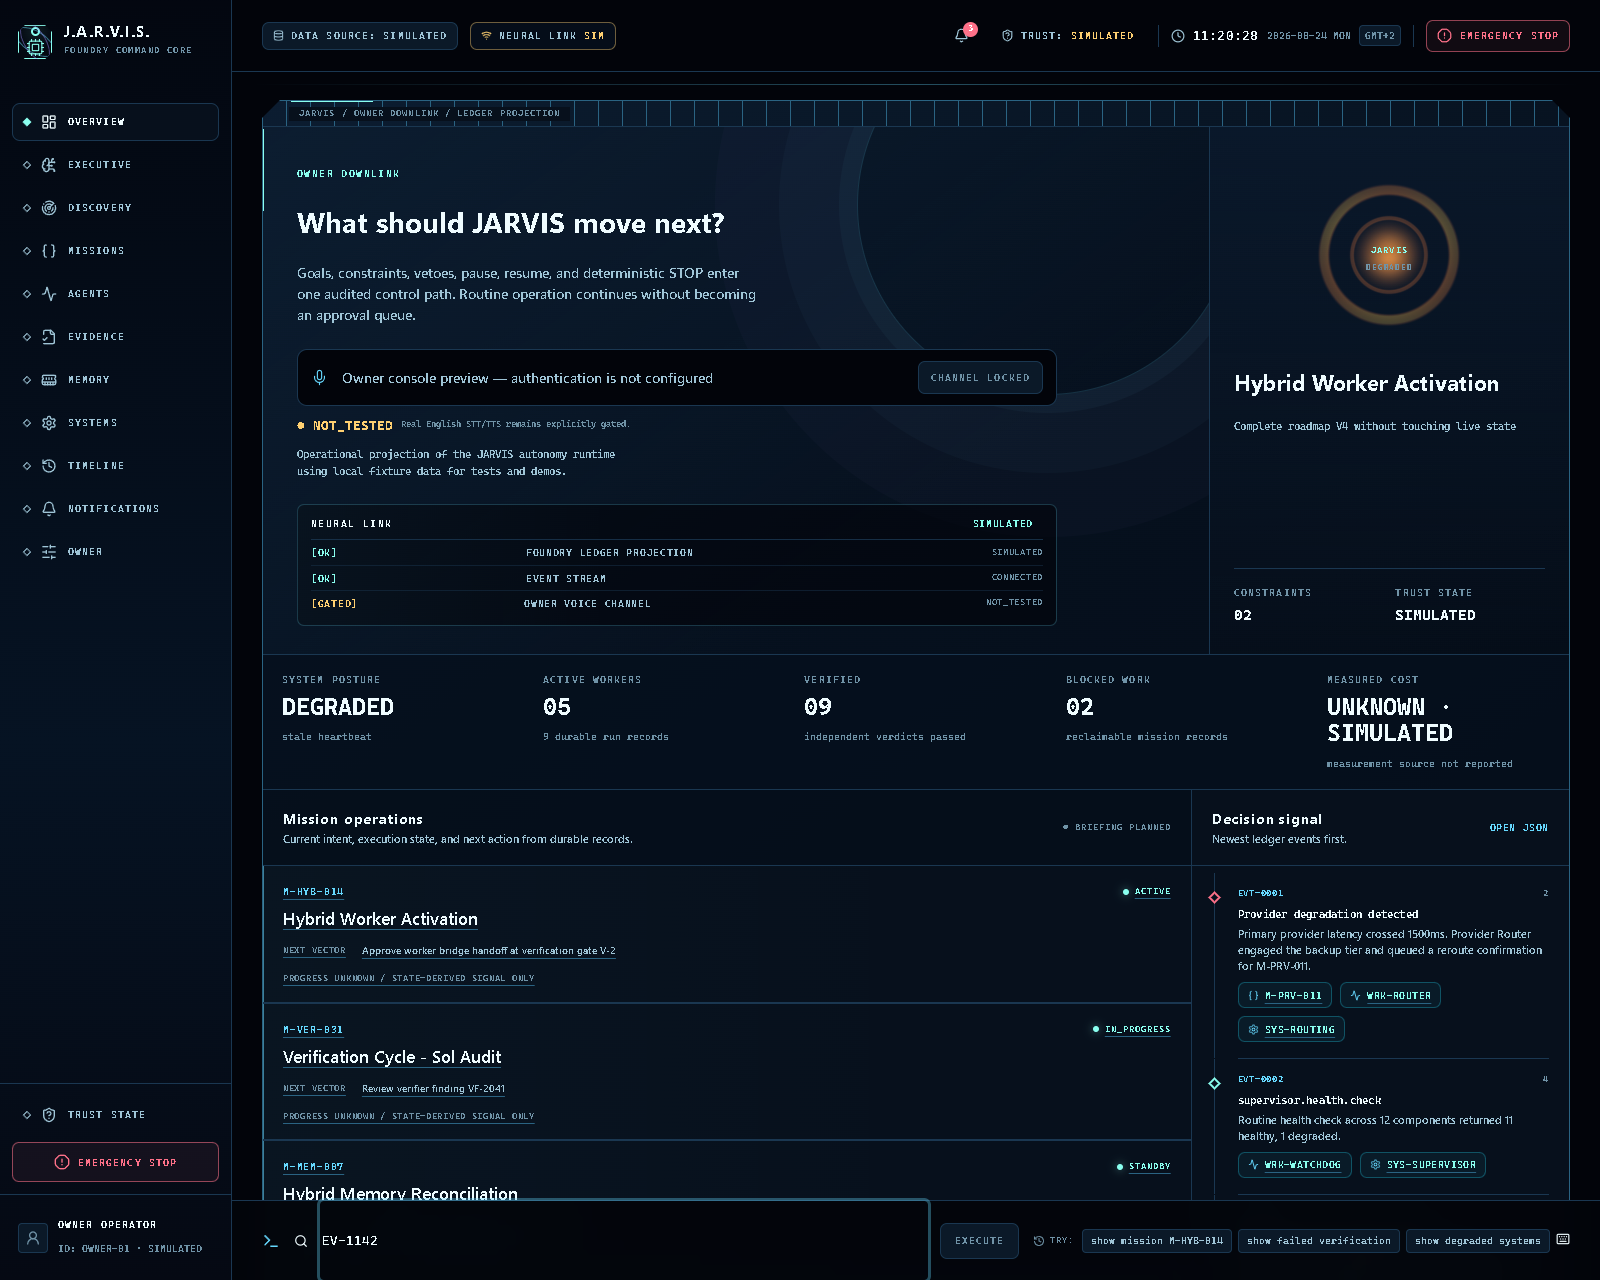 J.A.R.V.I.S.
FOUNDRY COMMAND CORE
OVERVIEW
EXECUTIVE
DISCOVERY
MISSIONS
AGENTS
EVIDENCE
MEMORY
SYSTEMS
TIMELINE
NOTIFICATIONS
OWNER
TRUST STATE
EMERGENCY STOP
OWNER OPERATOR
ID: OWNER-01 • SIMULATED
DATA SOURCE: SIMULATED
NEURAL LINK SIM
3
TRUST: SIMULATED
11:20:28 2026-08-24 MON GMT+2
EMERGENCY STOP
JARVIS / OWNER DOWNLINK / LEDGER PROJECTION
OWNER DOWNLINK
What should JARVIS move next?
Goals, constraints, vetoes, pause, resume, and deterministic STOP enter
one audited control path. Routine operation continues without becoming
an approval queue.
Owner console preview — authentication is not configured
CHANNEL LOCKED
NOT_TESTED Real English STT/TTS remains explicitly gated.
Operational projection of the JARVIS autonomy runtime
using local fixture data for tests and demos.
NEURAL LINK SIMULATED
[OK] FOUNDRY LEDGER PROJECTION SIMULATED
[OK] EVENT STREAM CONNECTED
[GATED] OWNER VOICE CHANNEL NOT_TESTED
JARVIS
DEGRADED
Hybrid Worker Activation
Complete roadmap V4 without touching live state
CONSTRAINTS
02
TRUST STATE
SIMULATED
SYSTEM POSTURE
DEGRADED
stale heartbeat
ACTIVE WORKERS
05
9 durable run records
VERIFIED
09
independent verdicts passed
BLOCKED WORK
02
reclaimable mission records
MEASURED COST
UNKNOWN ·
SIMULATED
measurement source not reported
Mission operations
Current intent, execution state, and next action from durable records.
BRIEFING PLANNED
M-HYB-014
ACTIVE
Hybrid Worker Activation
NEXT VECTOR Approve worker bridge handoff at verification gate V-2
PROGRESS UNKNOWN / STATE-DERIVED SIGNAL ONLY
M-VER-031
IN_PROGRESS
Verification Cycle - Sol Audit
NEXT VECTOR Review verifier finding VF-2041
PROGRESS UNKNOWN / STATE-DERIVED SIGNAL ONLY
M-MEM-007
STANDBY
Hybrid Memory Reconciliation
Decision signal
Newest ledger events first.
OPEN JSON
EVT-0001 2
Provider degradation detected
Primary provider latency crossed 1500ms. Provider Router
engaged the backup tier and queued a reroute confirmation
for M-PRV-011.
M-PRV-011
WRK-ROUTER
SYS-ROUTING
EVT-0002 4
supervisor.health.check
Routine health check across 12 components returned 11
healthy, 1 degraded.
WRK-WATCHDOG
SYS-SUPERVISOR
EV-1142
EXECUTE
TRY:
show mission M-HYB-014
show failed verification
show degraded systems